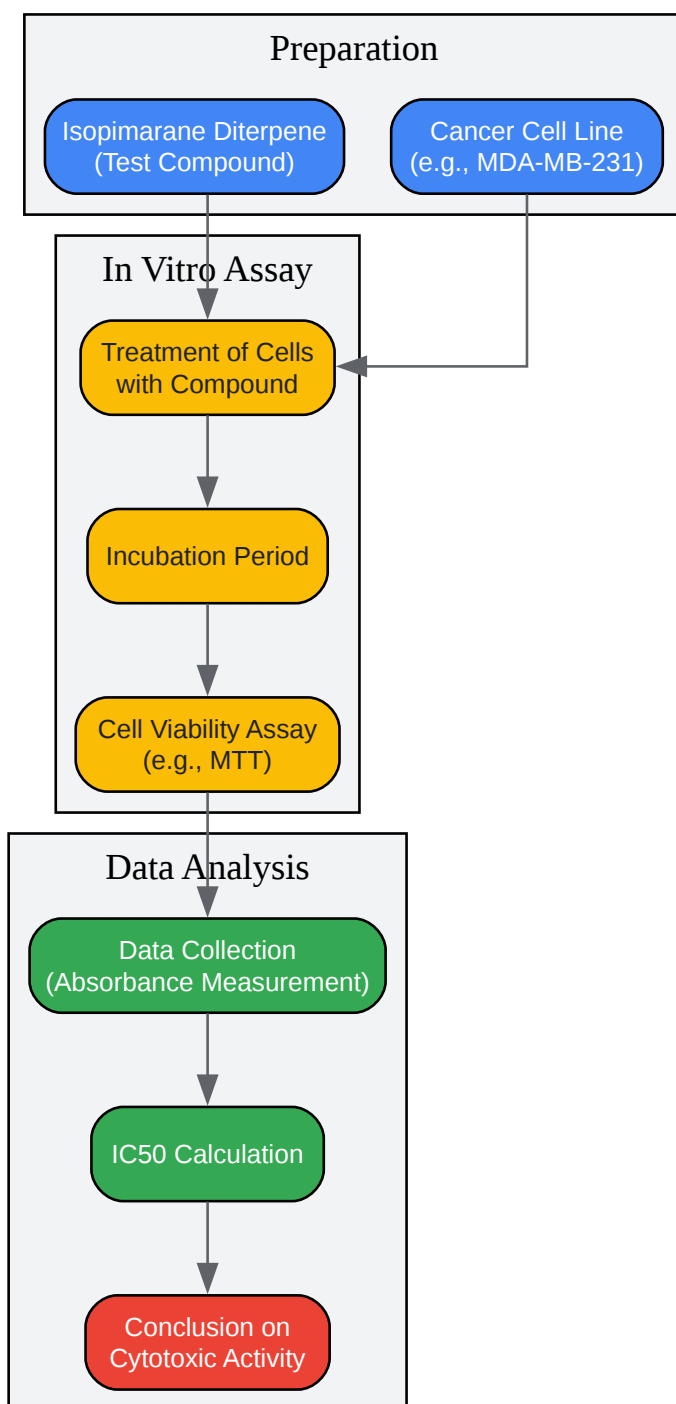 Preparation
Isopimarane Diterpene
(Test Compound)
Cancer Cell Line
(e.g., MDA-MB-231)
In Vitro Assay
Treatment of Cells
with Compound
Incubation Period
Cell Viability Assay
(e.g., MTT)
Data Analysis
Data Collection
(Absorbance Measurement)
IC50 Calculation
Conclusion on
Cytotoxic Activity